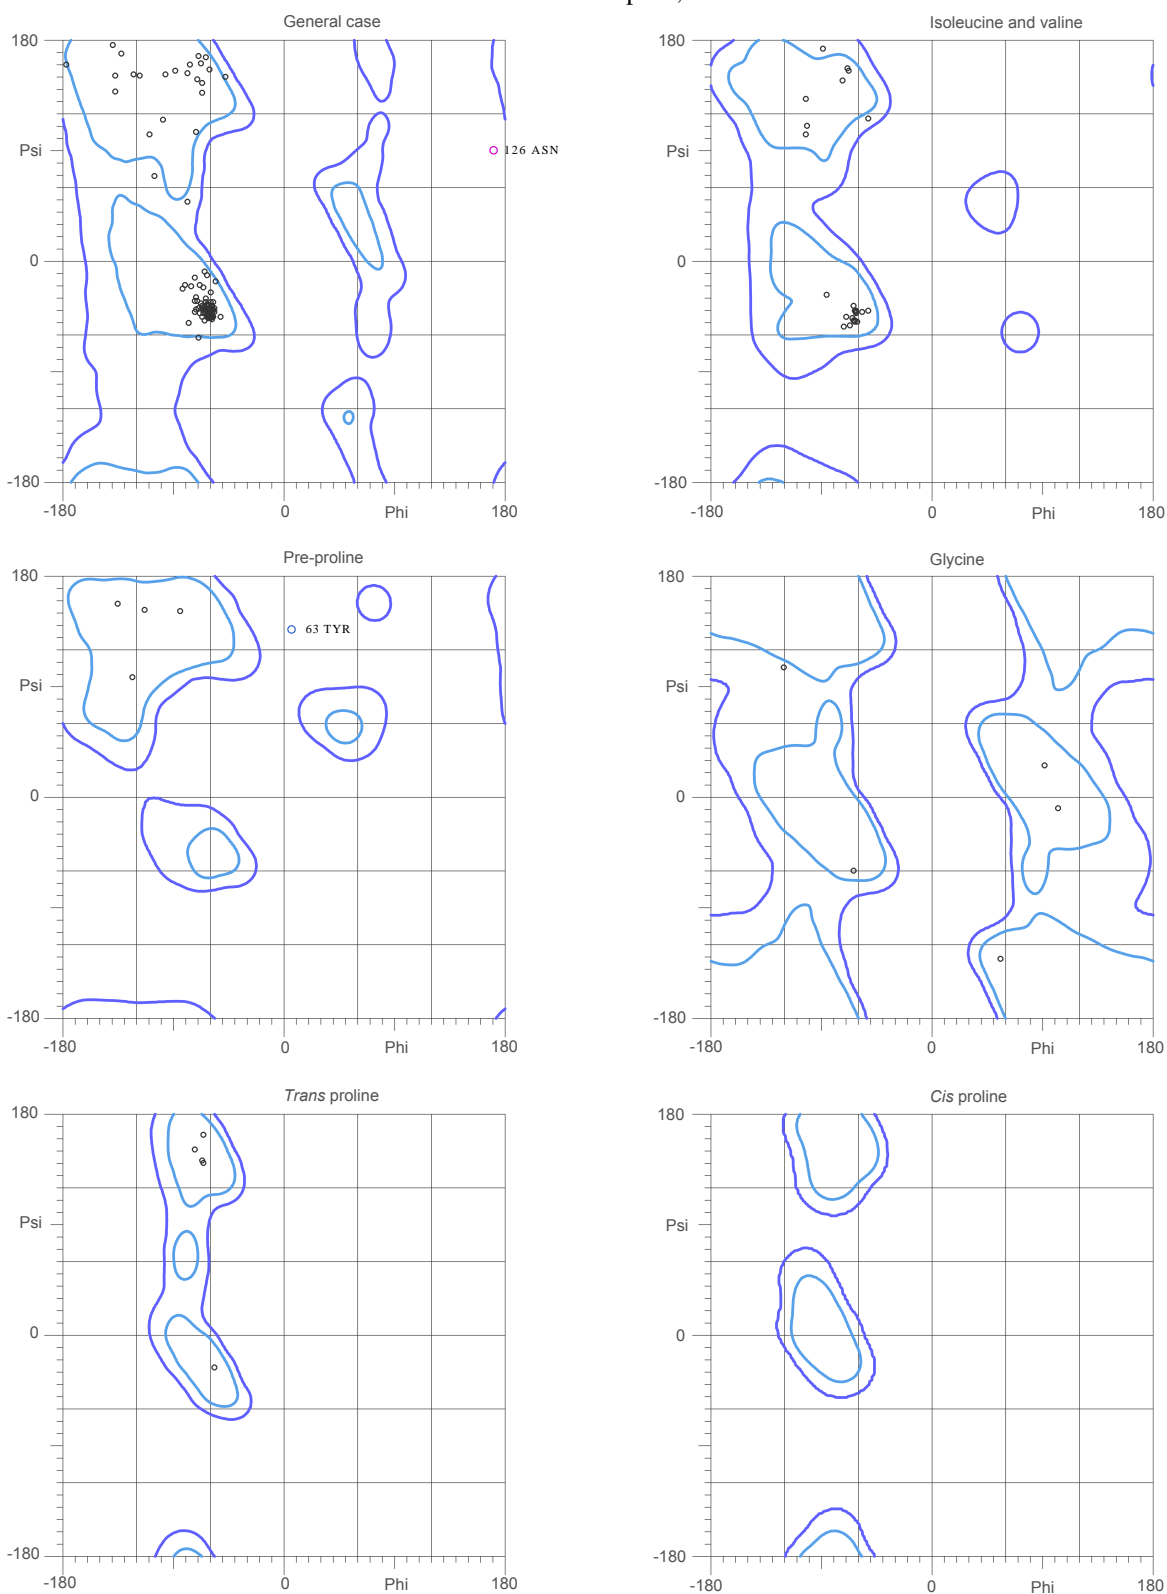 General case
Isoleucine and valine
180
Psi
0
-180
126 ASN
-180
0
Phi
180
180
Psi
0
-180
-180
0
Phi
180
Pre-proline
Glycine
180
Psi
0
-180
63 TYR
-180
0
Phi
180
180
Psi
0
-180
-180
0
Phi
180
Trans proline
Cis proline
180
Psi
0
-180
-180
0
Phi
180
180
Psi
0
-180
-180
0
Phi
180